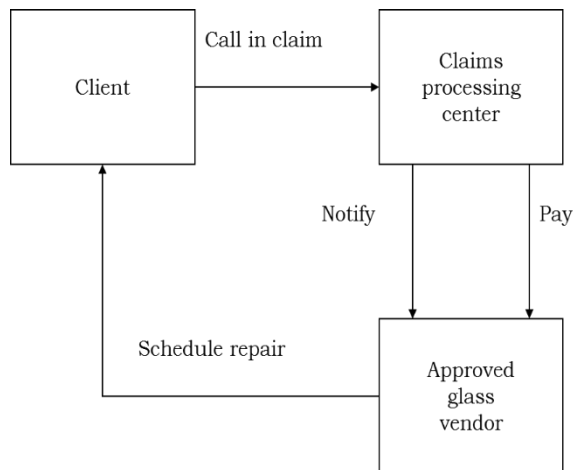 Call in claim
Client
Claims
processing
center
Notify
Pay
Schedule repair
Approved
glass
vendor